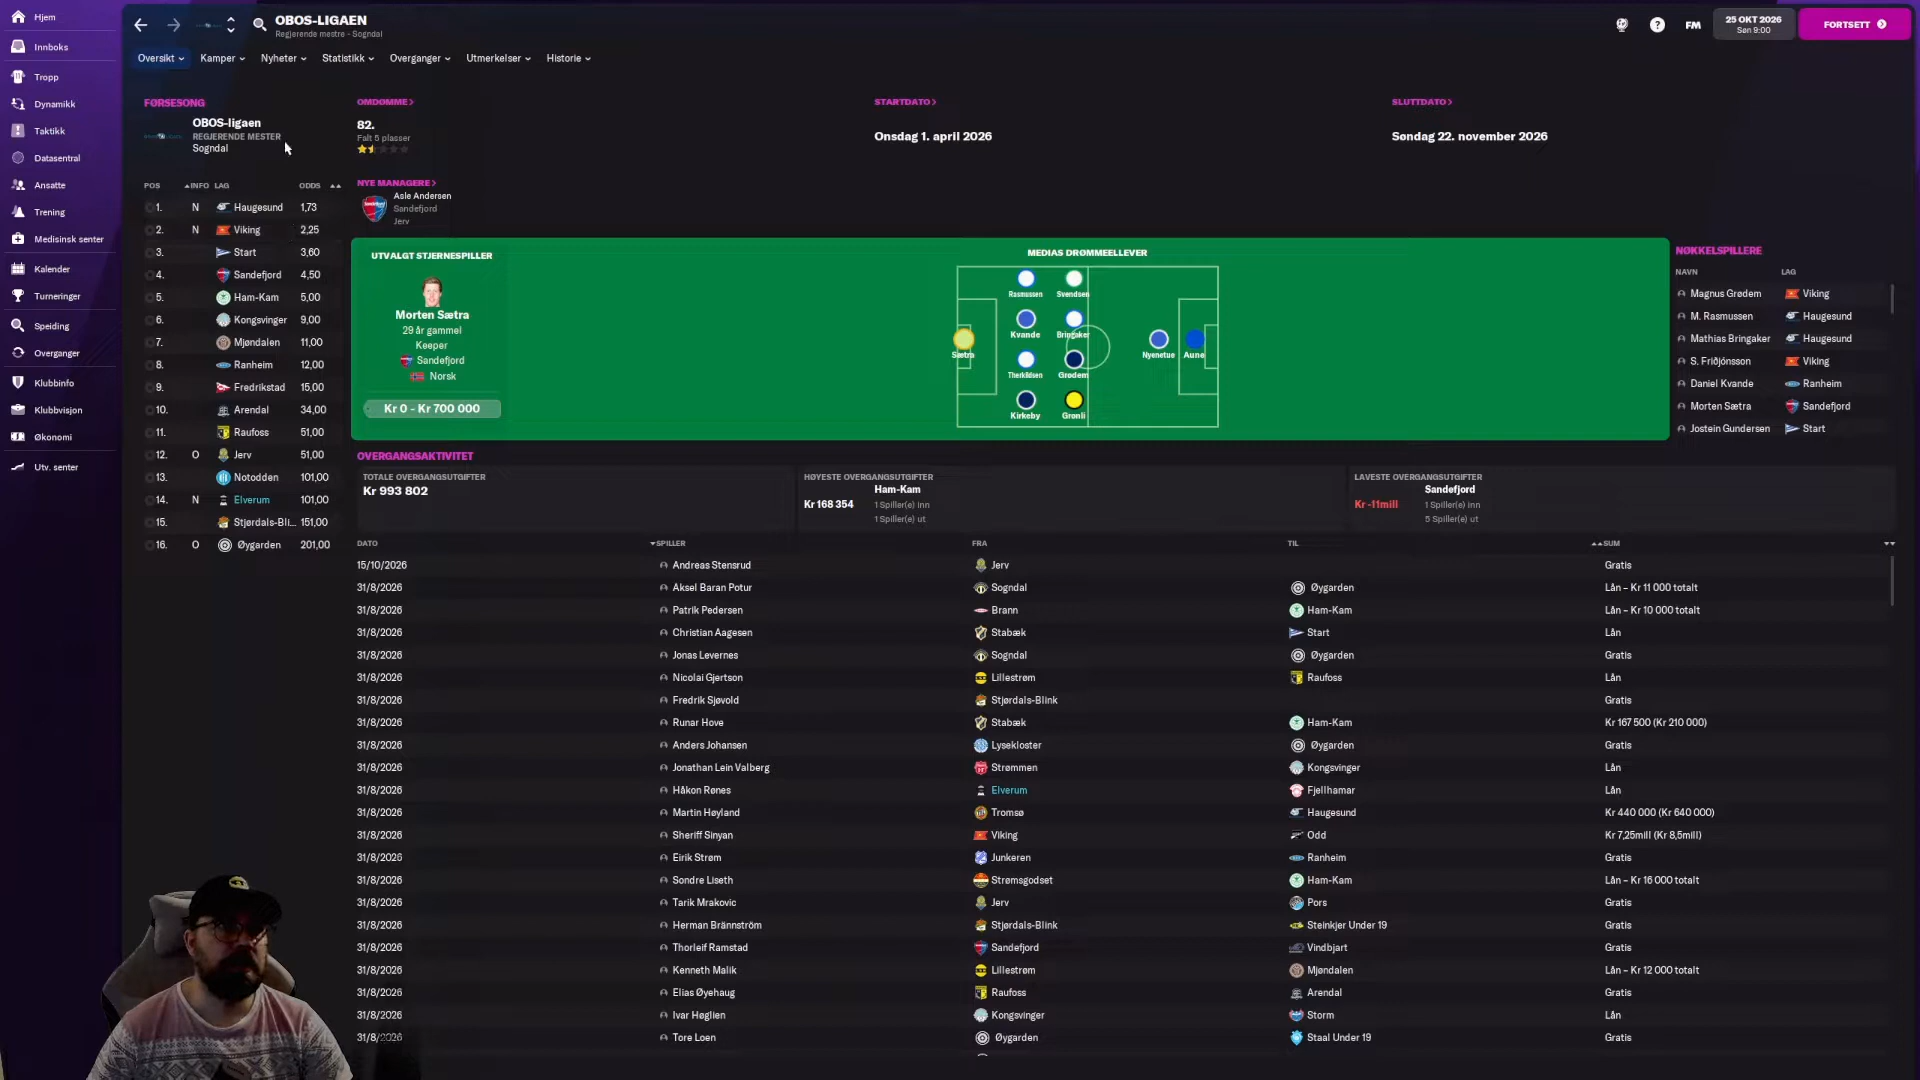 Hjem
Innboks
Tropp
Dynamikk
Taktikk
Datasentral
Ansatte
Trening
Medisinsk senter
Kalender
Turneringer
Speiding
Overganger
Klubbinfo
Klubbvisjon
Økonomi
Utv. senter
OBOS-LIGAEN
Regjerende mestre - Sogndal
FM
25 OKT 2026
Søn 9:00
FORTSETT
Oversikt
Kamper
Nyheter
Statistikk
Overganger
Utmerkelser
Historie
FØRSESONG
OBOS-ligaen
REGJERENDE MESTER
Sogndal
OMDØMME>
82.
Falt 5 plasser
STARTDATO>
Onsdag 1. april 2026
SLUTTDATO>
Søndag 22. november 2026
NYE MANAGERE>
Asle Andersen
Sandefjord
Jerv
POS INFO LAG ODDS
1. N Haugesund 1,73
2. N Viking 2,25
3. Start 3,60
4. Sandefjord 4,50
5. Ham-Kam 5,00
6. Kongsvinger 9,00
7. Mjøndalen 11,00
8. Ranheim 12,00
9. Fredrikstad 15,00
10. Arendal 34,00
11. Raufoss 51,00
12. O Jerv 51,00
13. Notodden 101,00
14. N Elverum 101,00
15. Stjørdals-Bli... 151,00
16. O Øygarden 201,00
UTVALGT STJERNESPILLER
Morten Sætra
29 år gammel
Keeper
Sandefjord
Norsk
Kr 0 - Kr 700 000
MEDIAS DRØMMEELLEVER
Rasmussen Svendsen
Kvande Bringaker
Sætra Nyenetue Aune
Therkildsen Grødem
Kirkeby Grønli
NØKKELSPILLERE
NAVN LAG
Magnus Grødem Viking
M. Rasmussen Haugesund
Mathias Bringaker Haugesund
S. Friðjónsson Viking
Daniel Kvande Ranheim
Morten Sætra Sandefjord
Jostein Gundersen Start
OVERGANGSAKTIVITET
TOTALE OVERGANGSUTGIFTER
Kr 993 802
HØYESTE OVERGANGSUTGIFTER
Ham-Kam
Kr 168 354 1 Spiller(e) inn
1 Spiller(e) ut
LAVESTE OVERGANGSUTGIFTER
Sandefjord
Kr -11mill 1 Spiller(e) inn
5 Spiller(e) ut
DATO SPILLER FRA TIL SUM
15/10/2026 Andreas Stensrud Jerv Gratis
31/8/2026 Aksel Baran Potur Sogndal Øygarden Lån - Kr 11 000 totalt
31/8/2026 Patrik Pedersen Brann Ham-Kam Lån - Kr 10 000 totalt
31/8/2026 Christian Aagesen Stabæk Start Lån
31/8/2026 Jonas Levernes Sogndal Øygarden Gratis
31/8/2026 Nicolai Gjertson Lillestrøm Raufoss Lån
31/8/2026 Fredrik Sjøvold Stjørdals-Blink Gratis
31/8/2026 Runar Hove Stabæk Ham-Kam Kr 167 500 (Kr 210 000)
31/8/2026 Anders Johansen Lysekloster Øygarden Gratis
31/8/2026 Jonathan Lein Valberg Strømmen Kongsvinger Lån
31/8/2026 Håkon Rønes Elverum Fjellhamar Lån
31/8/2026 Martin Høyland Tromsø Haugesund Kr 440 000 (Kr 640 000)
31/8/2026 Sheriff Sinyan Viking Odd Kr 7,25mill (Kr 8,5mill)
31/8/2026 Eirik Strøm Junkeren Ranheim Gratis
31/8/2026 Sondre Liseth Strømsgodset Ham-Kam Lån - Kr 16 000 totalt
31/8/2026 Tarik Mrakovic Jerv Pors Gratis
31/8/2026 Herman Brännström Stjørdals-Blink Steinkjer Under 19 Gratis
31/8/2026 Thorleif Ramstad Sandefjord Vindbjart Gratis
31/8/2026 Kenneth Malik Lillestrøm Mjøndalen Lån - Kr 12 000 totalt
31/8/2026 Elias Øyehaug Raufoss Arendal Gratis
31/8/2026 Ivar Høglien Kongsvinger Storm Lån
31/8/2026 Tore Loen Øygarden Staal Under 19 Gratis